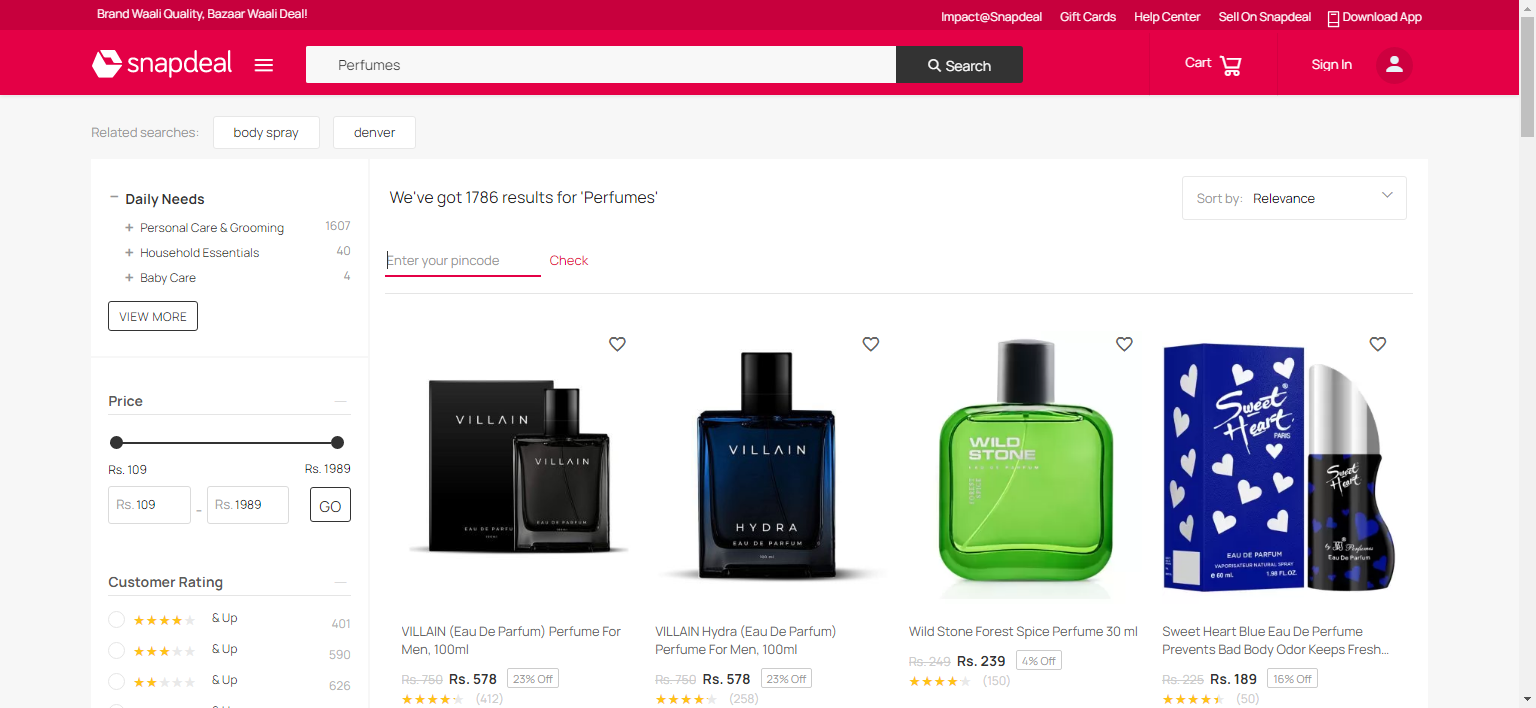 Brand Waali Quality, Bazaar Waali Deal!
Impact@Snapdeal Gift Cards Help Center Sell On Snapdeal Download App
snapdeal
Perfumes
Search
Cart
Sign In
Related searches: body spray denver
Daily Needs
Personal Care & Grooming 1607
Household Essentials 40
Baby Care 4
VIEW MORE
Price
Rs. 109 Rs. 1989
Rs. 109 - Rs. 1989 GO
Customer Rating
& Up 401
& Up 590
& Up 626
We've got 1786 results for 'Perfumes'
Sort by: Relevance
Enter your pincode Check
VILLAIN
VILLAIN
EAU DE PARFU
EAU DE PARFUM
VILLAIN (Eau De Parfum) Perfume For
Men, 100ml
Rs. 750 Rs. 578 23% Off
(412)
VILLAIN
HYDRA
EAU DE PARFUM
100 ml
VILLAIN Hydra (Eau De Parfum)
Perfume For Men, 100ml
Rs. 750 Rs. 578 23% Off
(258)
WILD
STONE
EAU DE PARFUM
FOREST
SPICE
Wild Stone Forest Spice Perfume 30 ml
Rs. 249 Rs. 239 4% Off
(150)
Sweet
Heart
PARIS
EAU DE PARFUM
VAPORISATEUR NATURAL SPRAY
e 60 ml. 1.98 FL.OZ.
Sweet
Heart
by Perfumes
Eau De Parfum
Sweet Heart Blue Eau De Perfume
Prevents Bad Body Odor Keeps Fresh...
Rs. 225 Rs. 189 16% Off
(50)